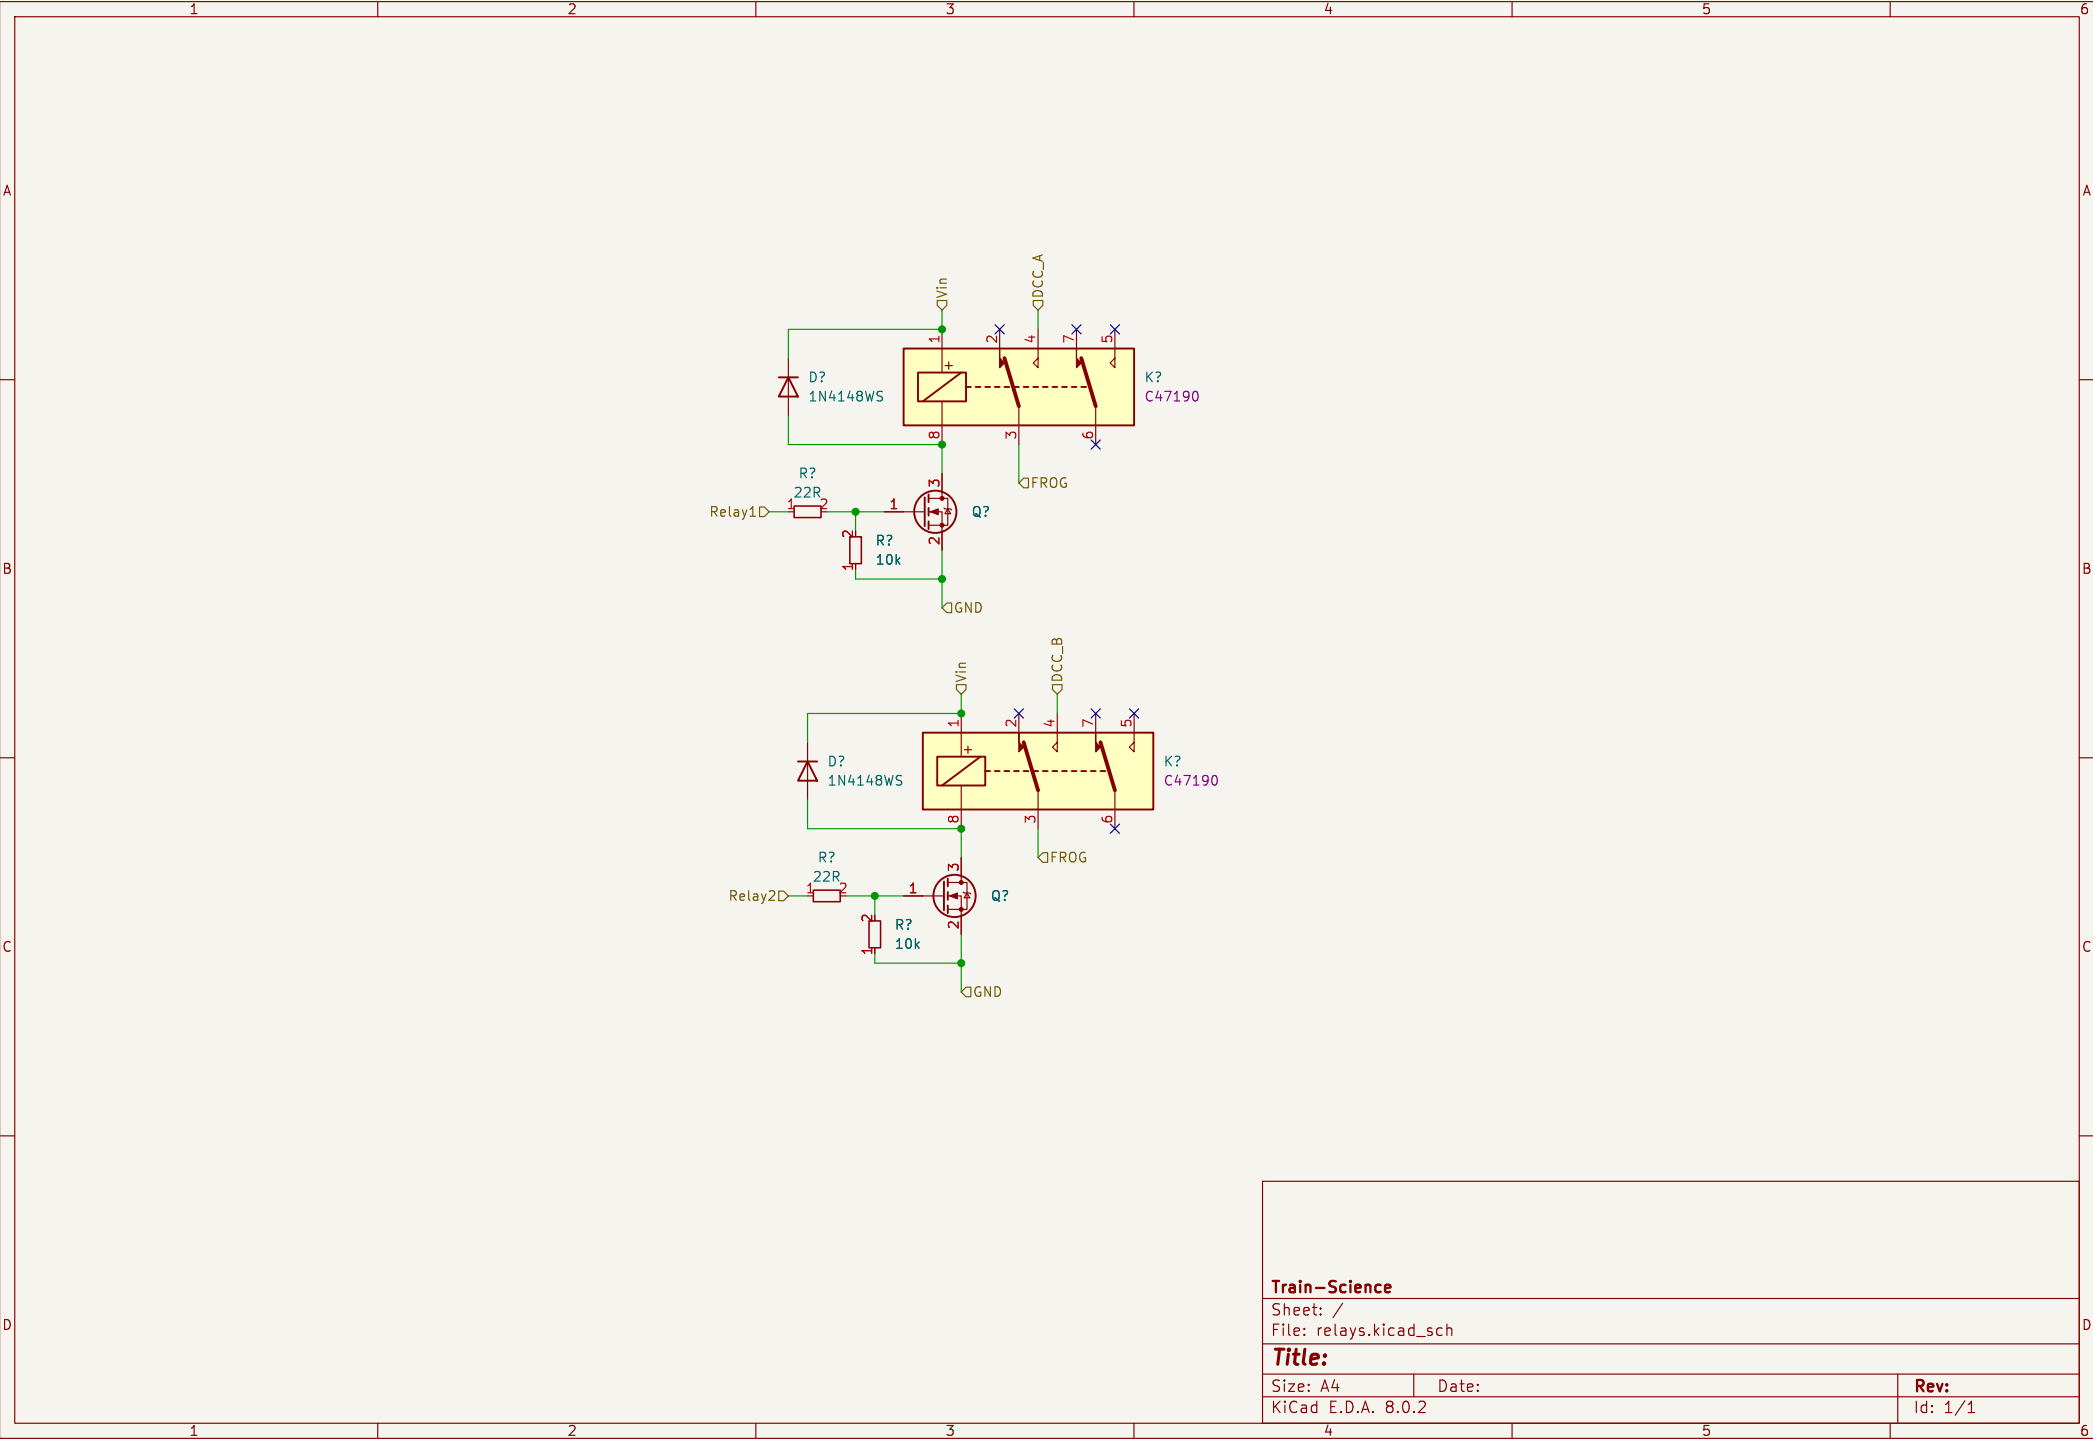 1 2 3 4 5 6
A A
Vin
DCC_A
1 2 4 7 5
+
D?
1N4148WS
K?
C47190
8 3 6
FROG
R?
22R
Relay1 1 2 1 3 Q?
2
R?
10k
2 1
GND
B B
Vin
DCC_B
1 2 4 7 5
+
D?
1N4148WS
K?
C47190
8 3 6
FROG
R?
22R
Relay2 1 2 1 3 Q?
2
R?
10k
2 1
GND
C C
D D
Train-Science
Sheet: /
File: relays.kicad_sch
Title:
Size: A4 Date: Rev:
KiCad E.D.A. 8.0.2 Id: 1/1
1 2 3 4 5 6